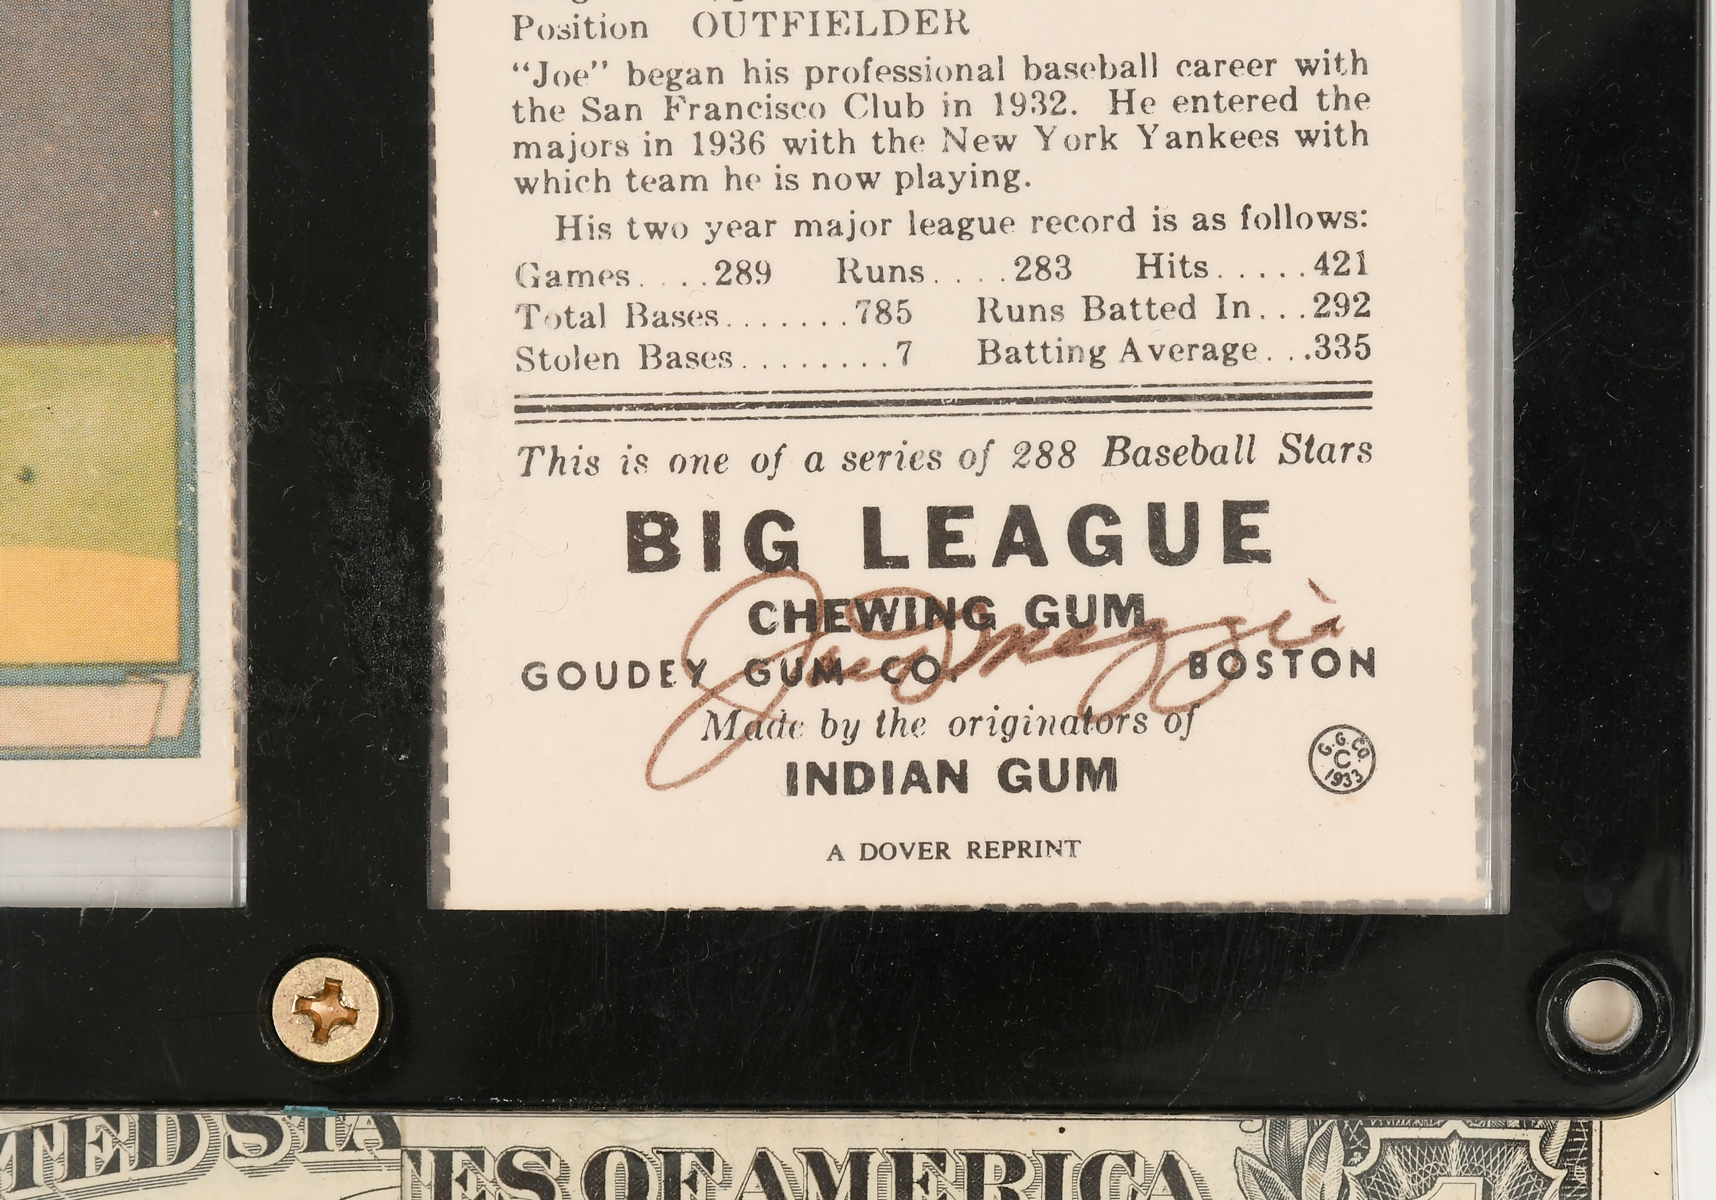 Position OUTFIELDER
“Joe” began his professional baseball career with
the San Francisco Club in 1932. He entered the
majors in 1936 with the New York Yankees with
which team he is now playing.
His two year major league record is as follows:
Games....289 Runs....283 Hits.....421
Total Bases.......785 Runs Batted In...292
Stolen Bases........7 Batting Average...335
This is one of a series of 288 Baseball Stars
BIG LEAGUE
CHEWING GUM
Joe DiMaggio
GOUDEY GUM CO. BOSTON
Made by the originators of
INDIAN GUM
G.G.Co.
C
1933
A DOVER REPRINT
TED STA
ES OF AMERICA
1